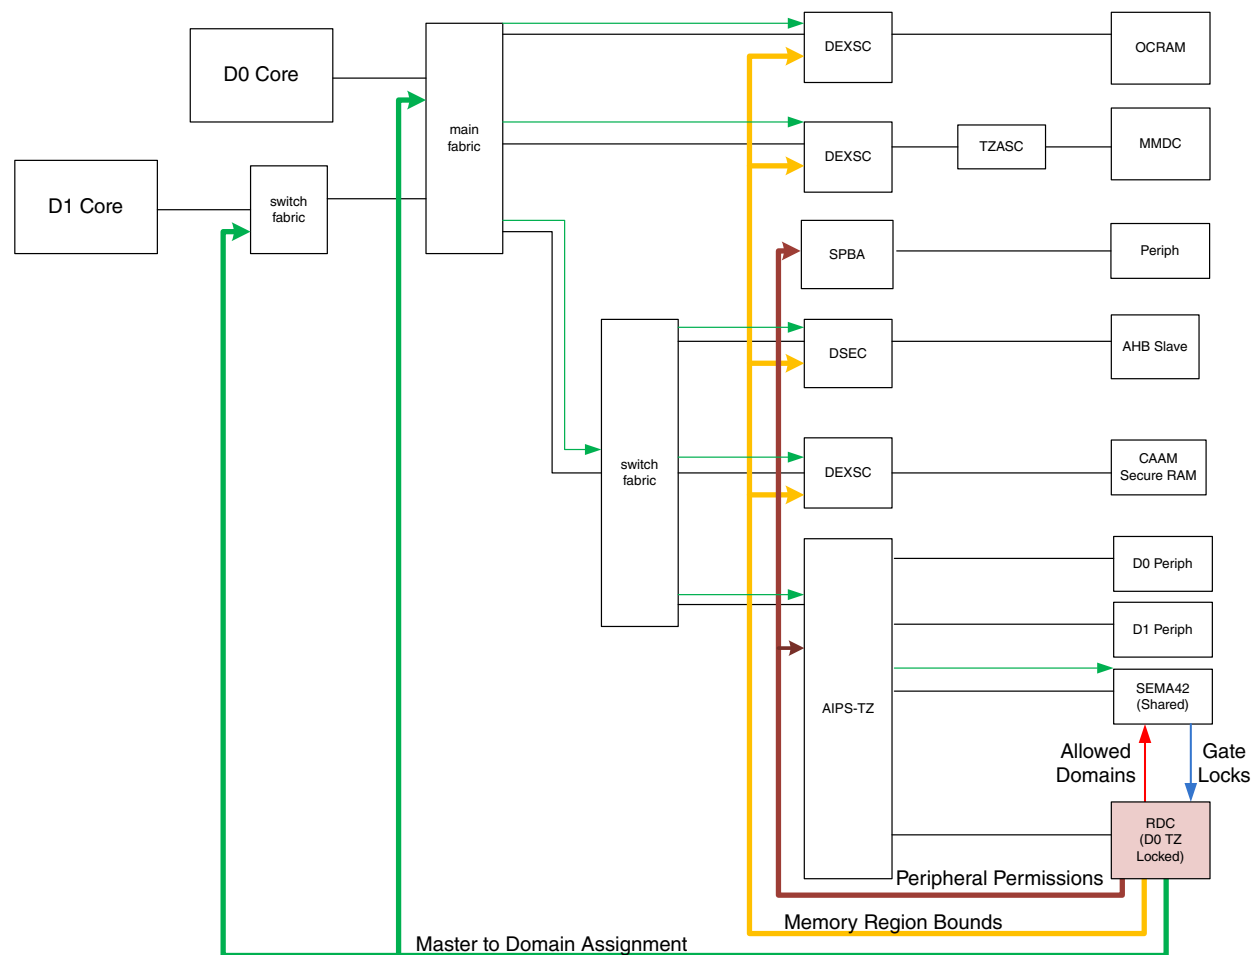 DEXSC
OCRAM
D0 Core
main
fabric
DEXSC
TZASC
MMDC
D1 Core
switch
fabric
SPBA
Periph
DSEC
AHB Slave
switch
fabric
DEXSC
CAAM
Secure RAM
D0 Periph
D1 Periph
AIPS-TZ
SEMA42
(Shared)
Allowed
Domains
Gate
Locks
RDC
(D0 TZ
Locked)
Peripheral Permissions
Memory Region Bounds
Master to Domain Assignment